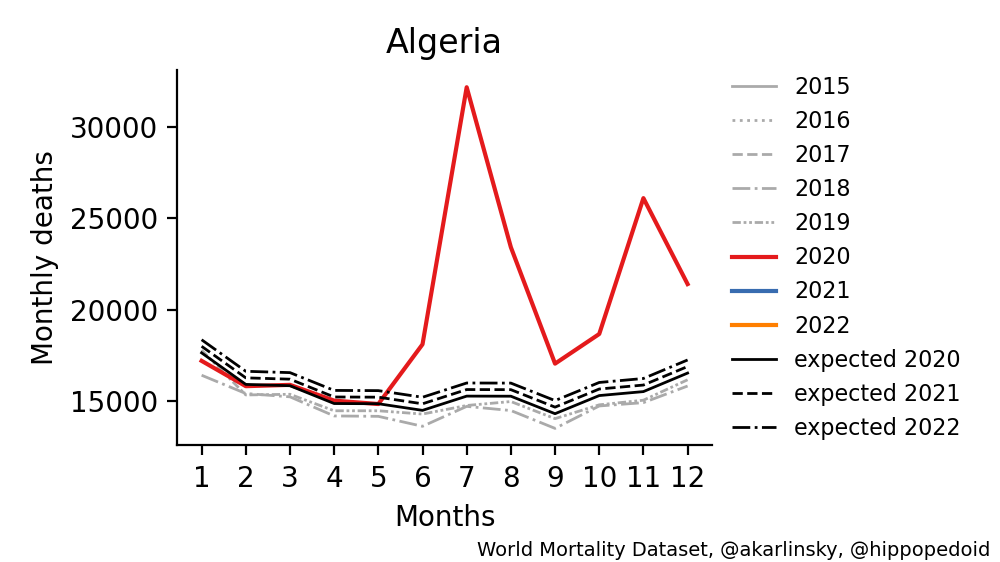 Algeria
Monthly deaths
30000
25000
20000
15000
1 2 3 4 5 6 7 8 9 10 11 12
Months
2015
2016
2017
2018
2019
2020
2021
2022
expected 2020
expected 2021
expected 2022
World Mortality Dataset, @akarlinsky, @hippopedoid